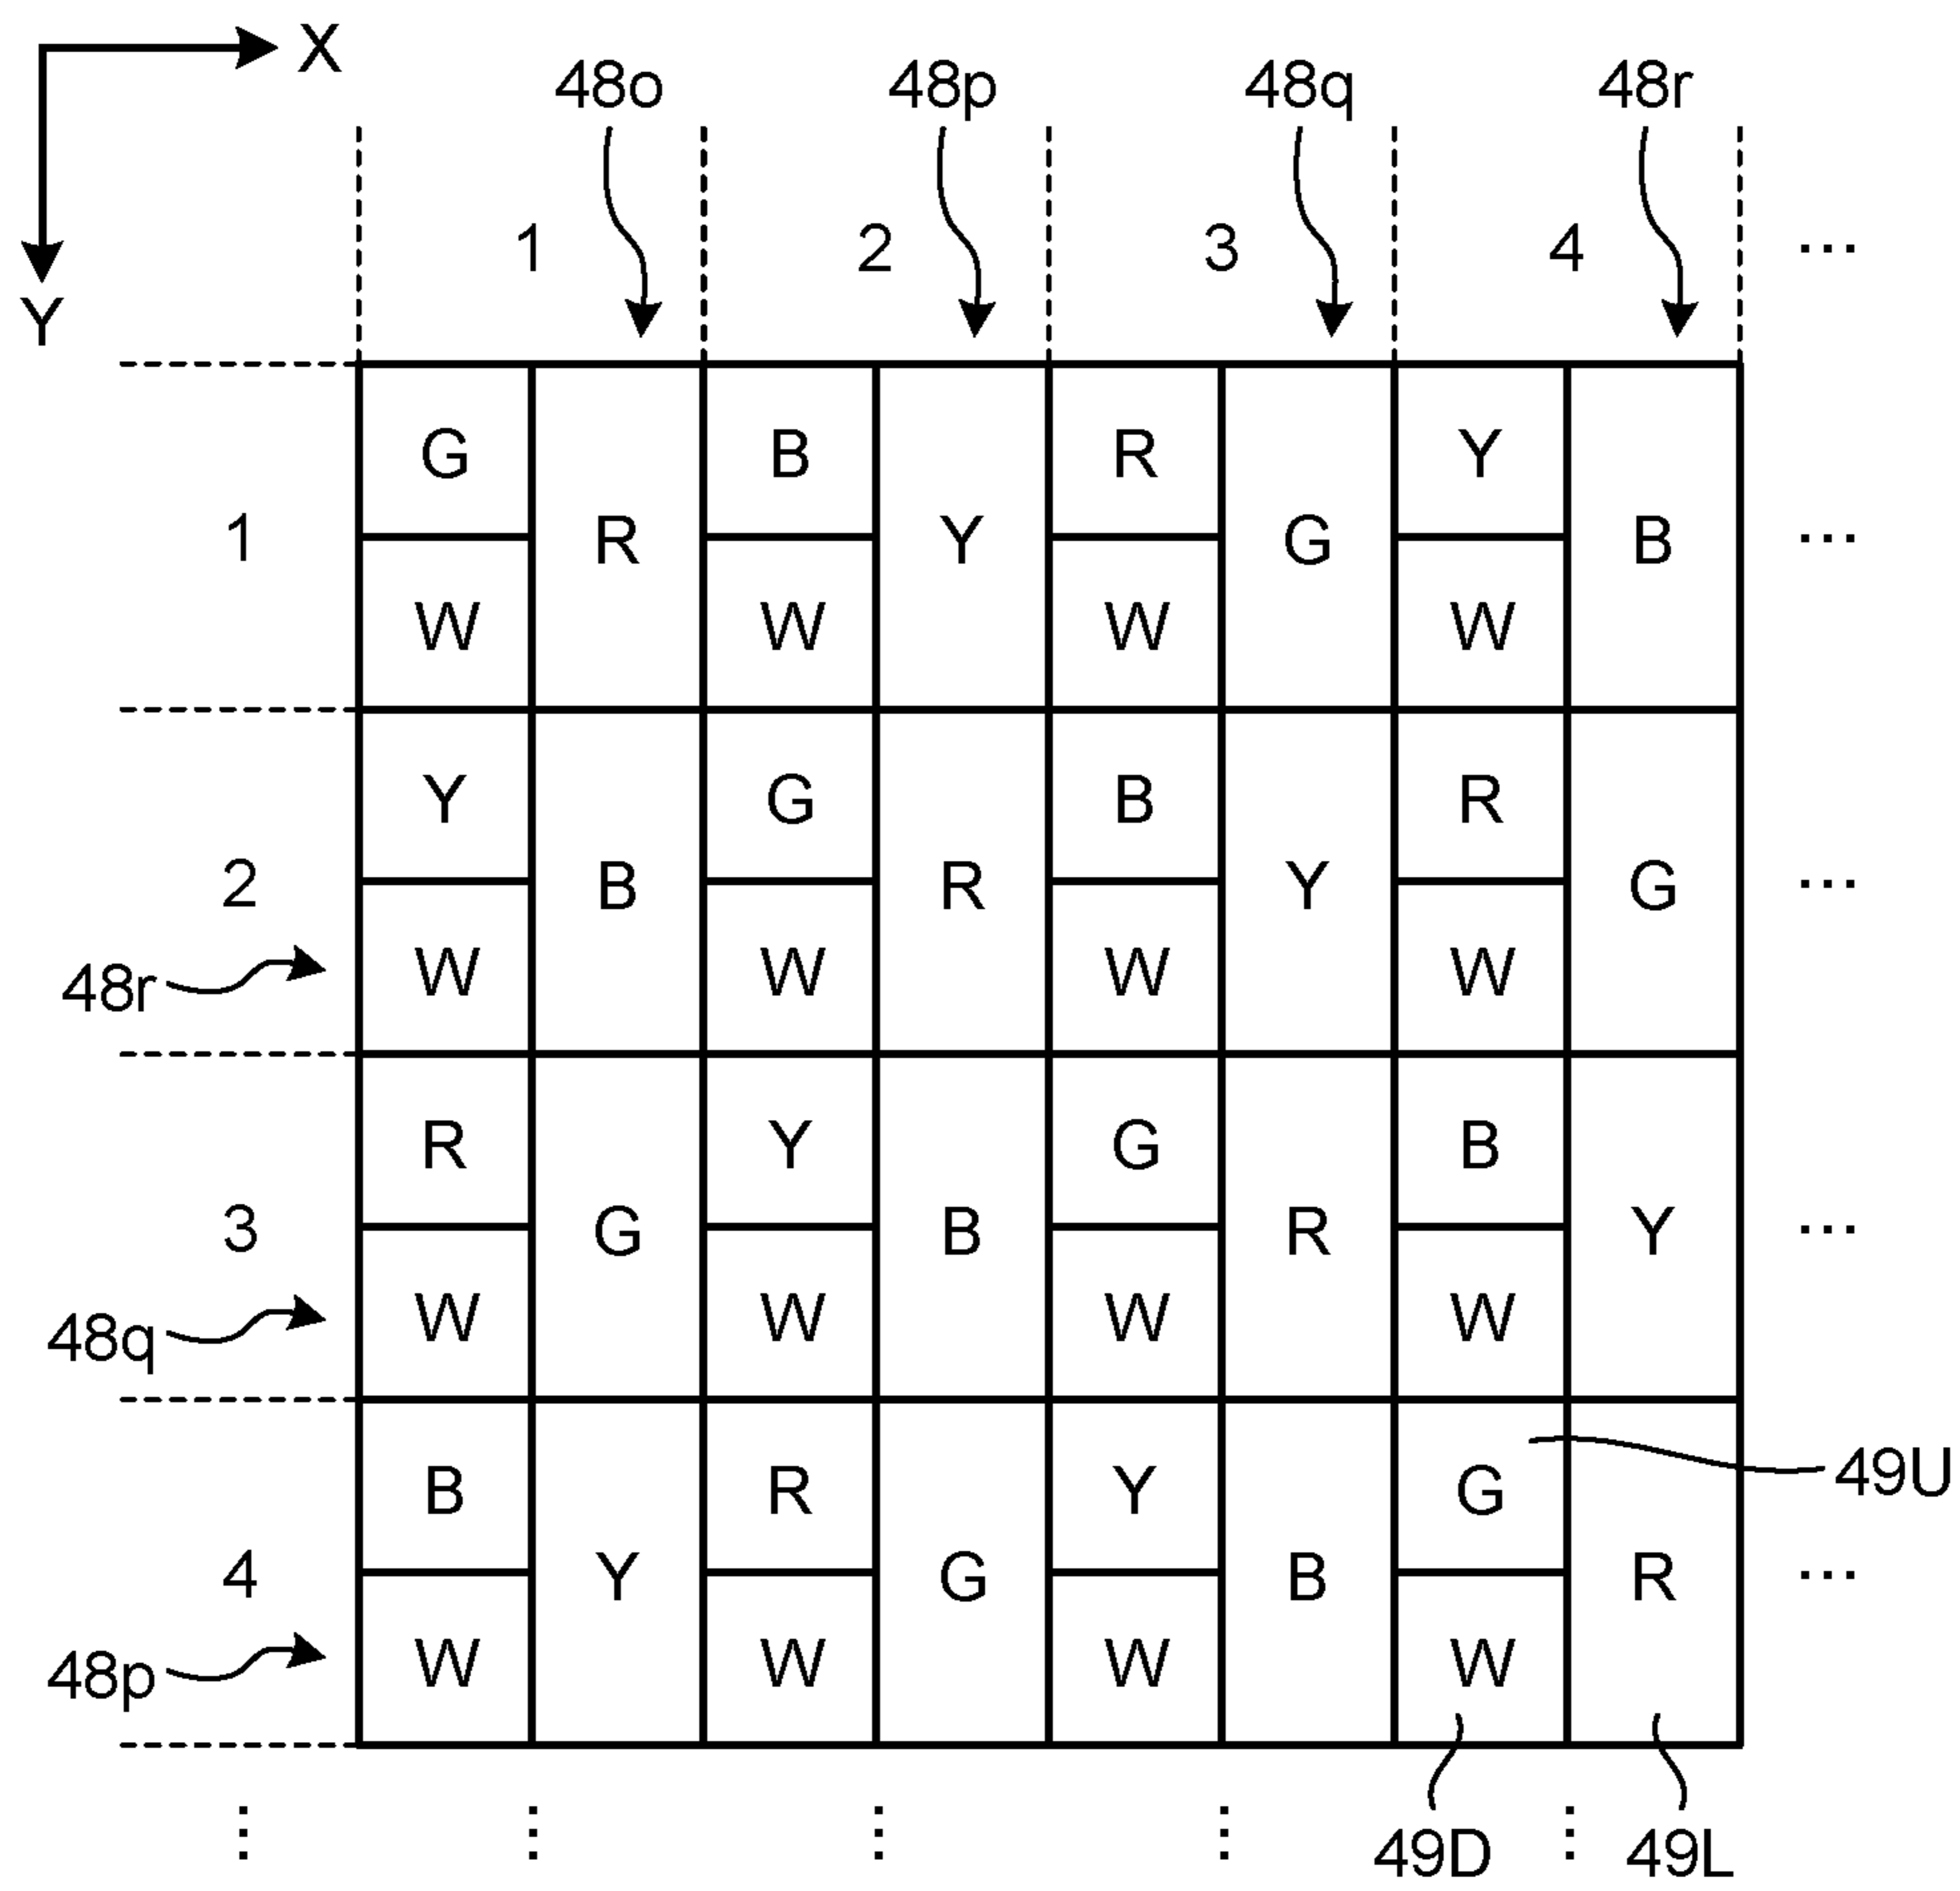 X
Y
48o 48p 48q 48r
1 2 3 4 ...
G B R Y
1 R Y G B ...
W W W W
Y G B R
2 B R Y G ...
48r W W W W
R Y G B
3 G B R Y ...
48q W W W W
B R Y G 49U
4 Y G B R ...
48p W W W W
49D 49L